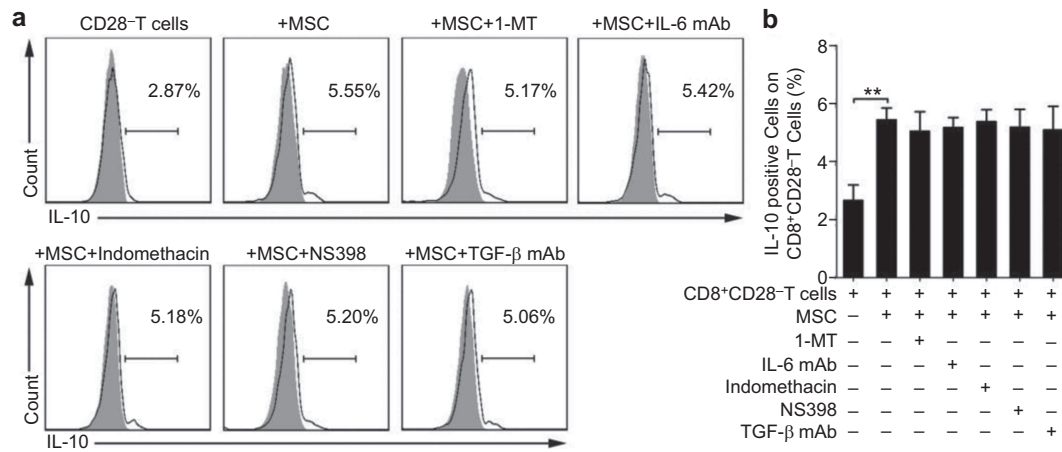 a
CD28⁻T cells +MSC +MSC+1-MT +MSC+IL-6 mAb
2.87% 5.55% 5.17% 5.42%
Count
IL-10
+MSC+Indomethacin +MSC+NS398 +MSC+TGF-β mAb
5.18% 5.20% 5.06%
Count
IL-10
b
IL-10 positive Cells on
CD8⁺CD28⁻T Cells (%)
8
6
4
2
0
**
CD8⁺CD28⁻T cells + + + + + + +
MSC – + + + + + +
1-MT – – + – – – –
IL-6 mAb – – – + – – –
Indomethacin – – – – + – –
NS398 – – – – – + –
TGF-β mAb – – – – – – +